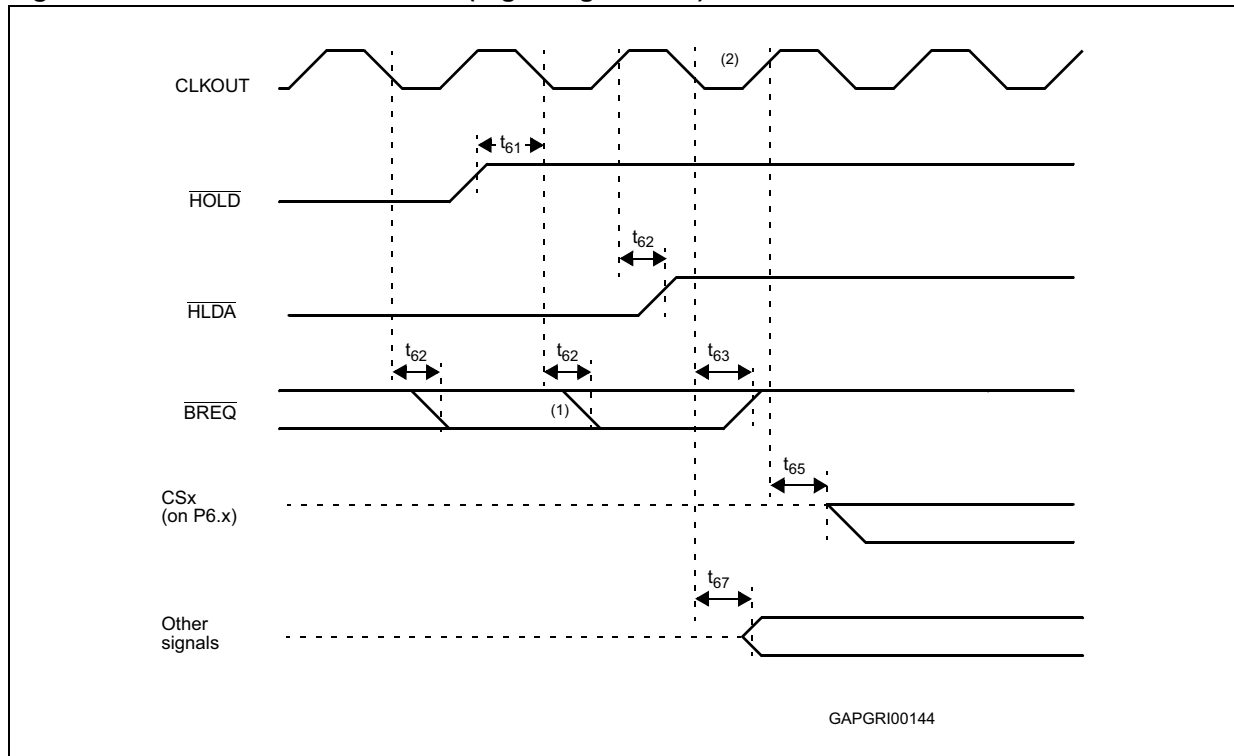 (2)
CLKOUT
t61
HOLD
t62
HLDA
t62
t62
t63
BREQ
(1)
t65
CSx
(on P6.x)
t67
Other
signals
GAPGRI00144